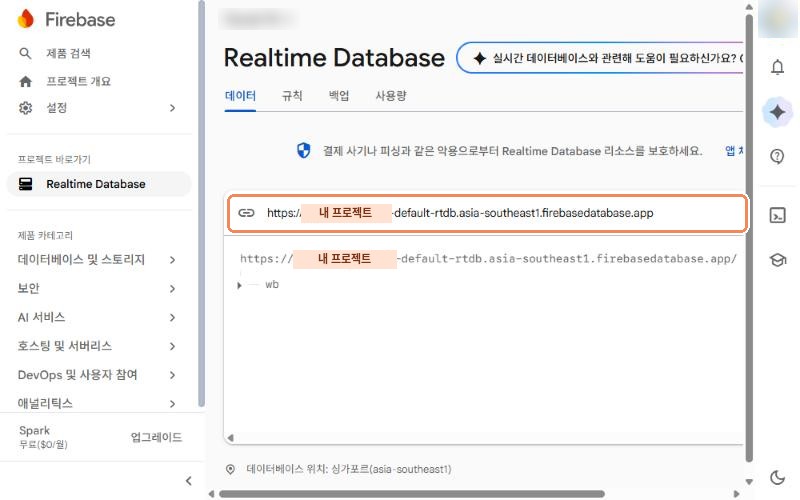 Firebase
제품 검색
프로젝트 개요
설정
프로젝트 바로가기
Realtime Database
제품 카테고리
데이터베이스 및 스토리지
보안
AI 서비스
호스팅 및 서버리스
DevOps 및 사용자 참여
애널리틱스
Spark
무료($0/월)
업그레이드
Realtime Database
실시간 데이터베이스와 관련해 도움이 필요하신가요?
데이터 규칙 백업 사용량
결제 사기나 피싱과 같은 악용으로부터 Realtime Database 리소스를 보호하세요. 앱
https:/ 내 프로젝트 -default-rtdb.asia-southeast1.firebasedatabase.app
https:// 내 프로젝트 -default-rtdb.asia-southeast1.firebasedatabase.app/
wb
데이터베이스 위치: 싱가포르(asia-southeast1)